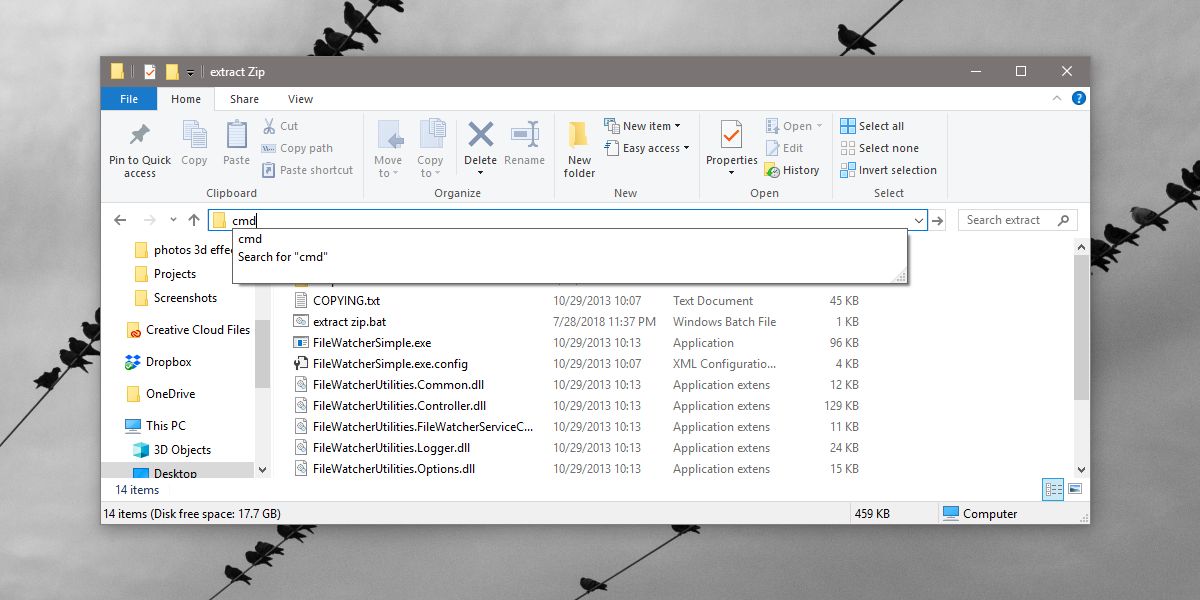 extract Zip
File Home Share View
Pin to Quick access
Copy
Paste
Cut
Copy path
Paste shortcut
Clipboard
Move to
Copy to
Delete
Rename
Organize
New folder
New item
Easy access
New
Properties
Open
Edit
History
Open
Select all
Select none
Invert selection
Select
cmd
Search extract
cmd
Search for "cmd"
photos 3d effe
Projects
Screenshots
Creative Cloud Files
Dropbox
OneDrive
This PC
3D Objects
Desktop
COPYING.txt 10/29/2013 10:07 Text Document 45 KB
extract zip.bat 7/28/2018 11:37 PM Windows Batch File 1 KB
FileWatcherSimple.exe 10/29/2013 10:13 Application 96 KB
FileWatcherSimple.exe.config 10/29/2013 10:07 XML Configuratio... 4 KB
FileWatcherUtilities.Common.dll 10/29/2013 10:13 Application extens 12 KB
FileWatcherUtilities.Controller.dll 10/29/2013 10:13 Application extens 129 KB
FileWatcherUtilities.FileWatcherServiceC... 10/29/2013 10:13 Application extens 11 KB
FileWatcherUtilities.Logger.dll 10/29/2013 10:13 Application extens 24 KB
FileWatcherUtilities.Options.dll 10/29/2013 10:13 Application extens 15 KB
14 items
14 items (Disk free space: 17.7 GB) 459 KB Computer